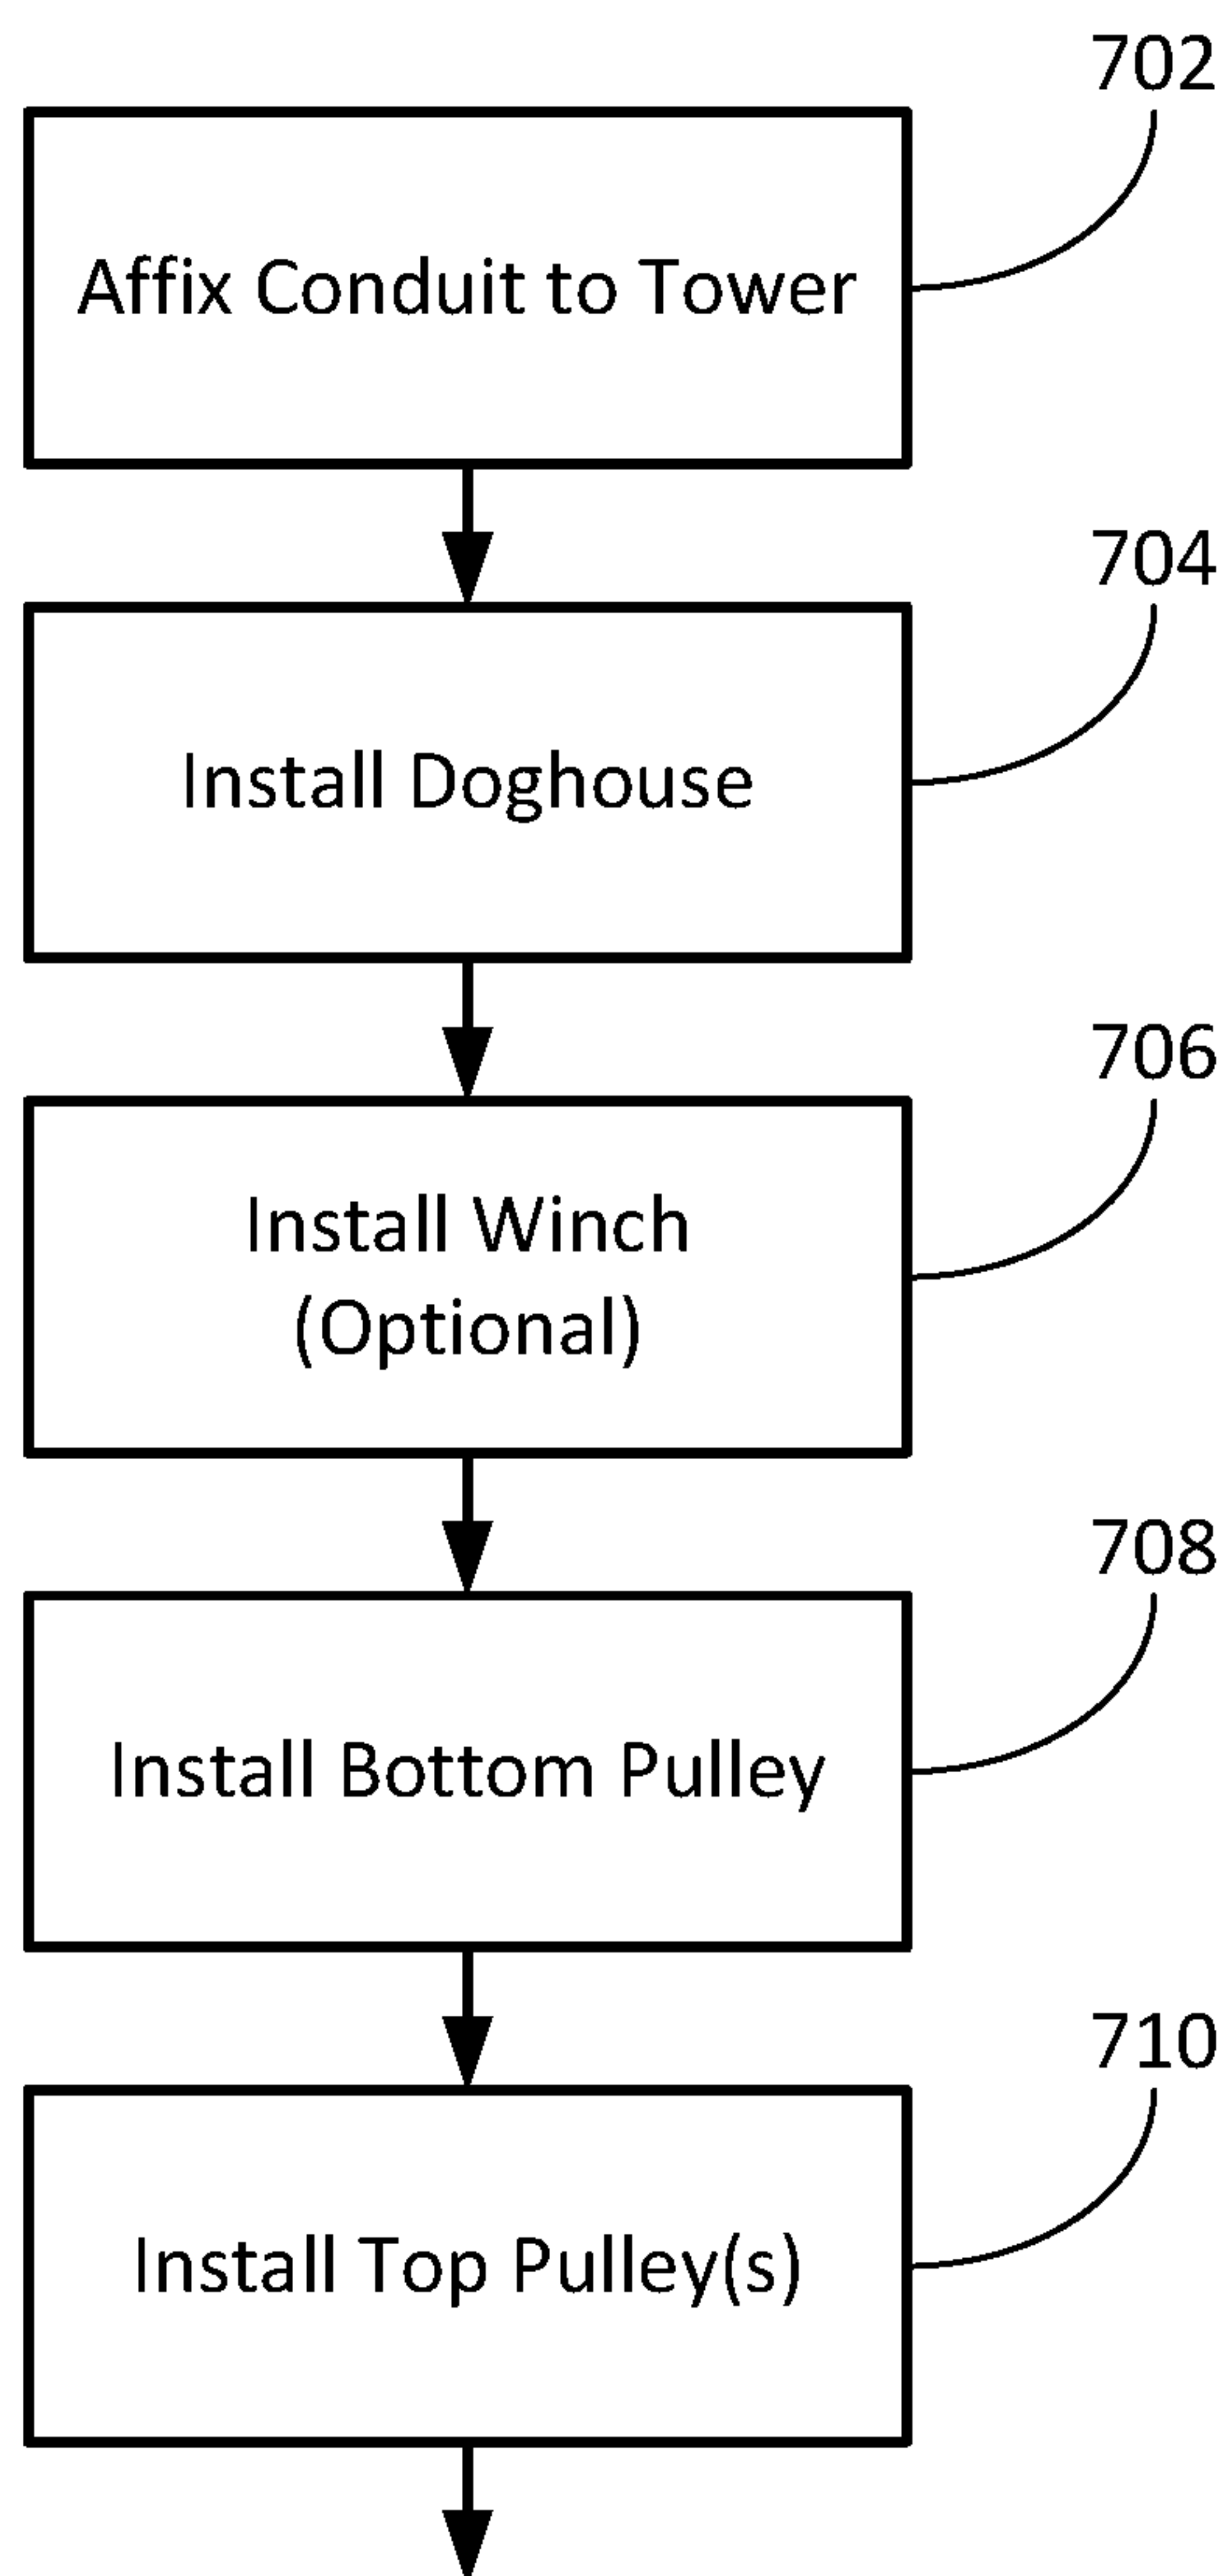 702
Affix Conduit to Tower
704
Install Doghouse
706
Install Winch
(Optional)
708
Install Bottom Pulley
710
Install Top Pulley(s)